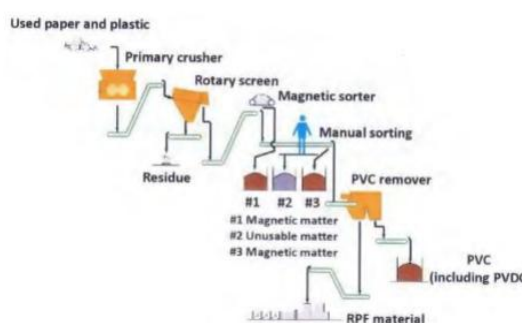 Used paper and plastic
Primary crusher
Rotary screen
Magnetic sorter
Manual sorting
Residue
#1 #2 #3
PVC remover
#1 Magnetic matter
#2 Unusable matter
#3 Magnetic matter
PVC
(including PVDC
RPF material